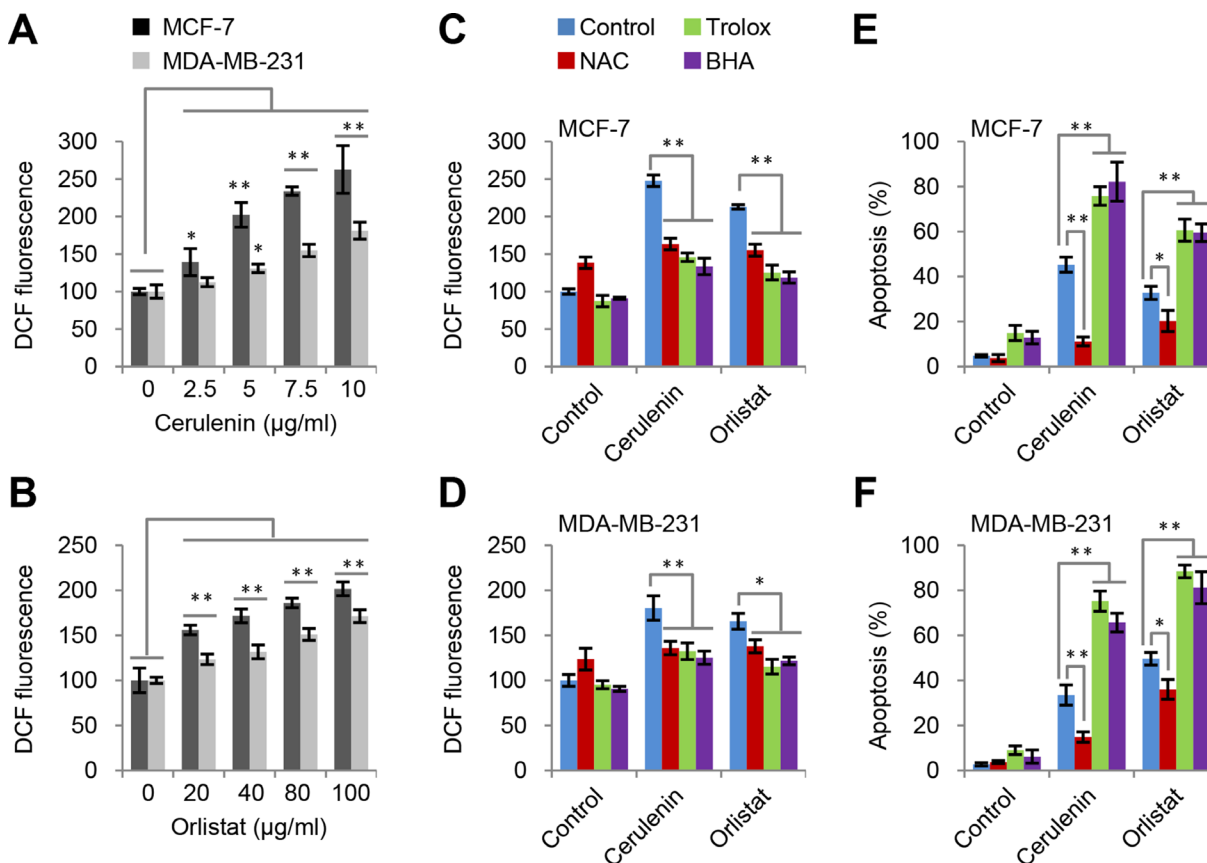 A
MCF-7
MDA-MB-231
DCF fluorescence
300
250
200
150
100
50
0
*
**
*
**
**
0 2.5 5 7.5 10
Cerulenin (µg/ml)
B
DCF fluorescence
250
200
150
100
50
0
** ** ** **
0 20 40 80 100
Orlistat (µg/ml)
C
Control
NAC
Trolox
BHA
MCF-7
DCF fluorescence
300
250
200
150
100
50
0
** **
Control Cerulenin Orlistat
D
MDA-MB-231
DCF fluorescence
250
200
150
100
50
0
** *
Control Cerulenin Orlistat
E
MCF-7
Apoptosis (%)
100
80
60
40
20
0
**
**
**
*
Control Cerulenin Orlistat
F
MDA-MB-231
Apoptosis (%)
100
80
60
40
20
0
**
**
**
*
Control Cerulenin Orlistat